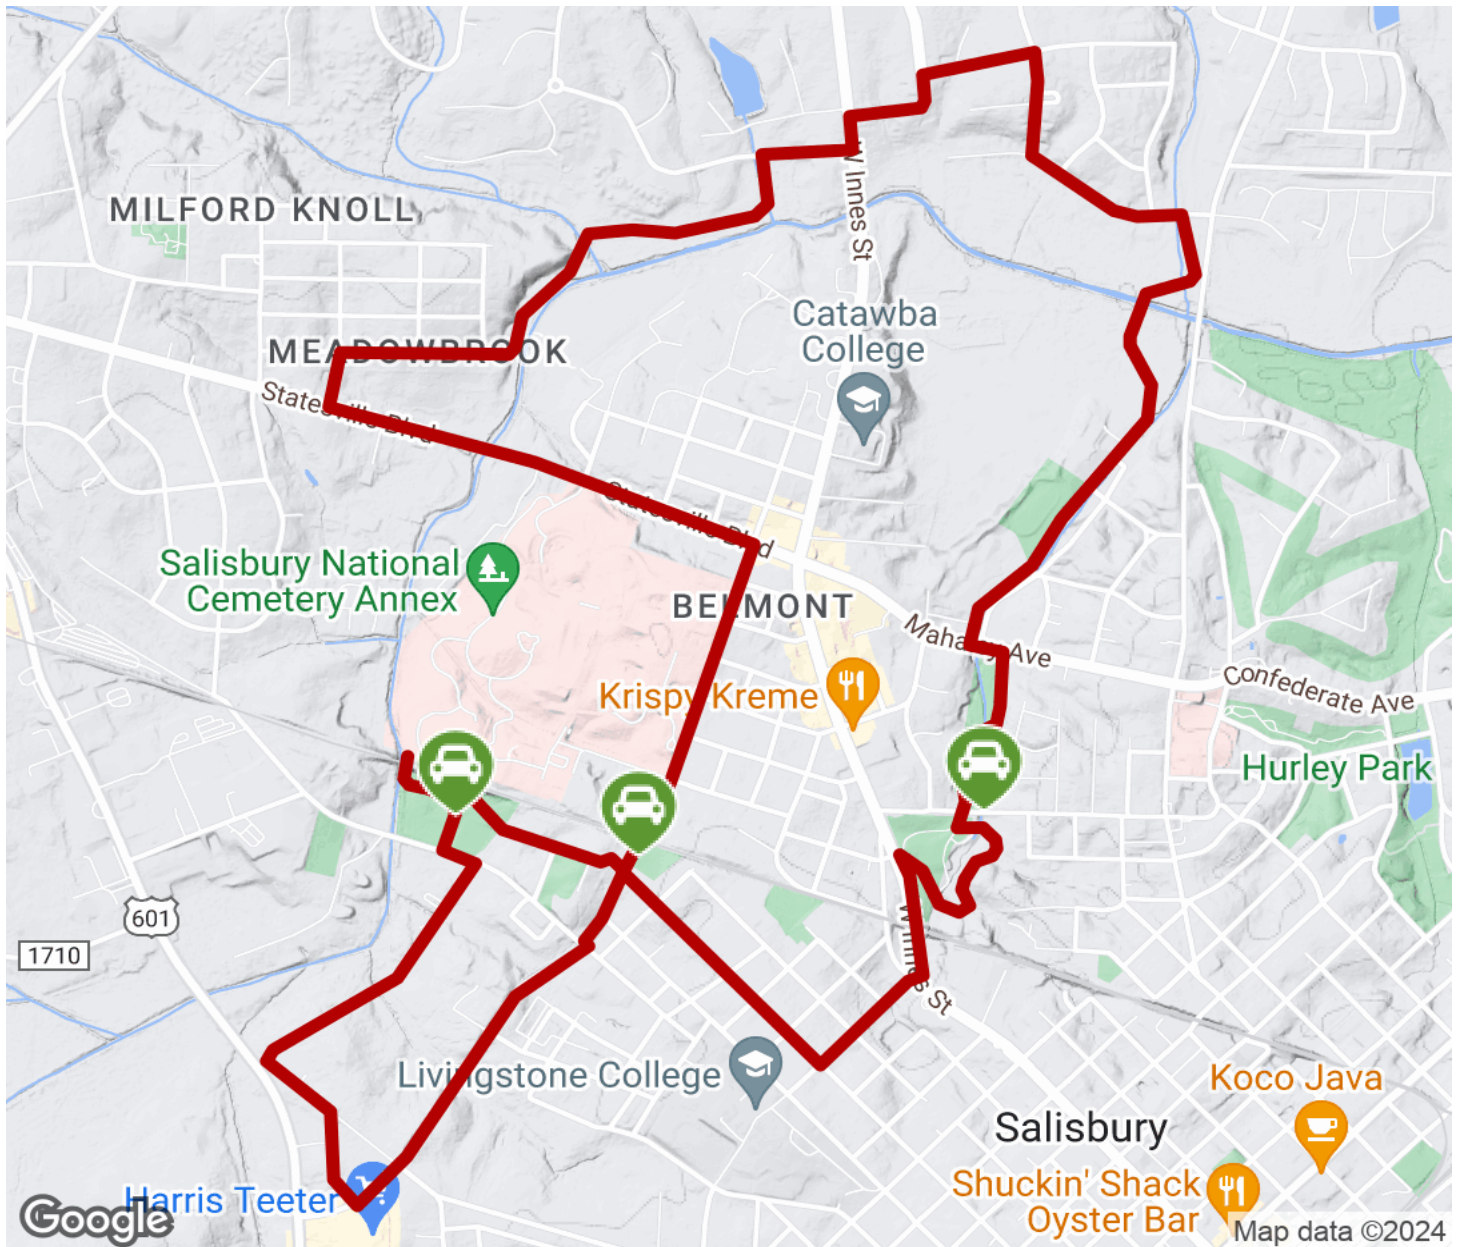 W Innes St
MILFORD KNOLL
Catawba
College
MEADOWBROOK
Statesville Blvd
Statesville Blvd
Salisbury National
Cemetery Annex
BELMONT
Mahaley Ave
Confederate Ave
Krispy Kreme
Hurley Park
601
1710
W Innes St
Livingstone College
Koco Java
Salisbury
Shuckin' Shack
Oyster Bar
Harris Teeter
Google
Map data ©2024